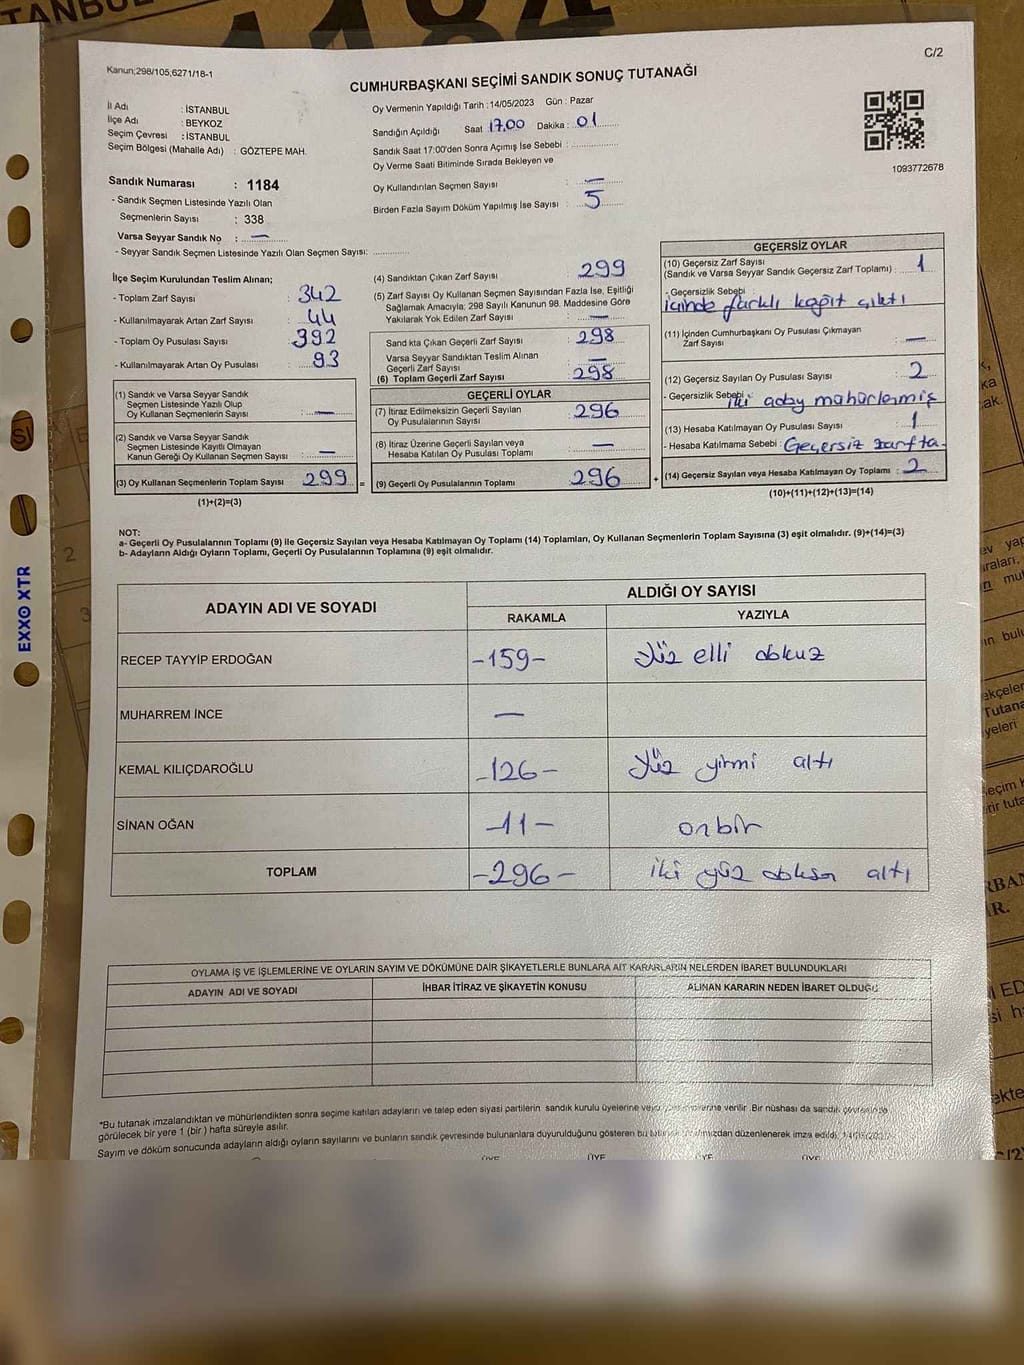 TANBUL
1184
C/2
Kanun;298/105,6271/18-1
CUMHURBAŞKANI SEÇİMİ SANDIK SONUÇ TUTANAĞI
İl Adı : İSTANBUL
İlçe Adı : BEYKOZ
Seçim Çevresi : İSTANBUL
Seçim Bölgesi (Mahalle Adı) : GÖZTEPE MAH.
Oy Vermenin Yapıldığı Tarih : 14/05/2023 Gün : Pazar
Sandığın Açıldığı Saat 17.00 Dakika : 01
Sandık Saat 17:00'den Sonra Açımış İse Sebebi :
Oy Verme Saati Bitiminde Sırada Bekleyen ve
Oy Kullandırılan Seçmen Sayısı : —
Birden Fazla Sayım Döküm Yapılmış İse Sayısı : 5
1093772678
Sandık Numarası : 1184
- Sandık Seçmen Listesinde Yazılı Olan
Seçmenlerin Sayısı : 338
Varsa Seyyar Sandık No : —
- Seyyar Sandık Seçmen Listesinde Yazılı Olan Seçmen Sayısı:
İlçe Seçim Kurulundan Teslim Alınan;
- Toplam Zarf Sayısı : 342
- Kullanılmayarak Artan Zarf Sayısı : 44
- Toplam Oy Pusulası Sayısı : 392
- Kullanılmayarak Artan Oy Pusulası : 93
(1) Sandık ve Varsa Seyyar Sandık
Seçmen Listesinde Yazılı Olup
Oy Kullanan Seçmenlerin Sayısı : —
(2) Sandık ve Varsa Seyyar Sandık
Seçmen Listesinde Kayıtlı Olmayan
Kanun Gereği Oy Kullanan Seçmen Sayısı : —
(3) Oy Kullanan Seçmenlerin Toplam Sayısı 299 =
(1)+(2)=(3)
(4) Sandıktan Çıkan Zarf Sayısı : 299
(5) Zarf Sayısı Oy Kullanan Seçmen Sayısından Fazla İse, Eşitliği
Sağlamak Amacıyla; 298 Sayılı Kanunun 98. Maddesine Göre
Yakılarak Yok Edilen Zarf Sayısı : —
Sandıkta Çıkan Geçerli Zarf Sayısı : 298
Varsa Seyyar Sandıktan Teslim Alınan
Geçerli Zarf Sayısı : —
(6) Toplam Geçerli Zarf Sayısı : 298
GEÇERLİ OYLAR
(7) İtiraz Edilmeksizin Geçerli Sayılan
Oy Pusulalarının Sayısı : 296
(8) İtiraz Üzerine Geçerli Sayılan veya
Hesaba Katılan Oy Pusulası Toplamı : —
(9) Geçerli Oy Pusulalarının Toplamı : 296 +
GEÇERSİZ OYLAR
(10) Geçersiz Zarf Sayısı
(Sandık ve Varsa Seyyar Sandık Geçersiz Zarf Toplamı) : 1
- Geçersizlik Sebebi :
içinde farklı kağıt çıktı
(11) İçinden Cumhurbaşkanı Oy Pusulası Çıkmayan
Zarf Sayısı : —
(12) Geçersiz Sayılan Oy Pusulası Sayısı : 2
- Geçersizlik Sebebi : iki aday mühürlenmiş
(13) Hesaba Katılmayan Oy Pusulası Sayısı : 1
- Hesaba Katılmama Sebebi : Geçersiz zarfta
(14) Geçersiz Sayılan veya Hesaba Katılmayan Oy Toplamı : 2
(10)+(11)+(12)+(13)=(14)
NOT:
a- Geçerli Oy Pusulalarının Toplamı (9) ile Geçersiz Sayılan veya Hesaba Katılmayan Oy Toplamı (14) Toplamları, Oy Kullanan Seçmenlerin Toplam Sayısına (3) eşit olmalıdır. (9)+(14)=(3)
b- Adayların Aldığı Oyların Toplamı, Geçerli Oy Pusulalarının Toplamına (9) eşit olmalıdır.
ADAYIN ADI VE SOYADI
ALDIĞI OY SAYISI
RAKAMLA YAZIYLA
RECEP TAYYİP ERDOĞAN -159- Yüz elli dokuz
MUHARREM İNCE —
KEMAL KILIÇDAROĞLU -126- Yüz yirmi altı
SİNAN OĞAN -11- onbir
TOPLAM -296- iki yüz doksan altı
OYLAMA İŞ VE İŞLEMLERİNE VE OYLARIN SAYIM VE DÖKÜMÜNE DAİR ŞİKAYETLERLE BUNLARA AİT KARARLARIN NELERDEN İBARET BULUNDUKLARI
ADAYIN ADI VE SOYADI İHBAR İTİRAZ VE ŞİKAYETİN KONUSU ALINAN KARARIN NEDEN İBARET OLDUĞU
*Bu tutanak imzalandıktan ve mühürlendikten sonra seçime katılan adayların ve talep eden siyasi partilerin sandık kurulu üyelerine verilir. Bir nüshası da sandık çevresinde
görülecek bir yere 1 (bir ) hafta süreyle asılır.
Sayım ve döküm sonucunda adayların aldığı oyların sayılarını ve bunların sandık çevresinde bulunanlara duyurulduğunu gösteren bu düzenlenerek imza edildi.
ÜYE ÜYE ÜYE ÜYE
EXXO XTR